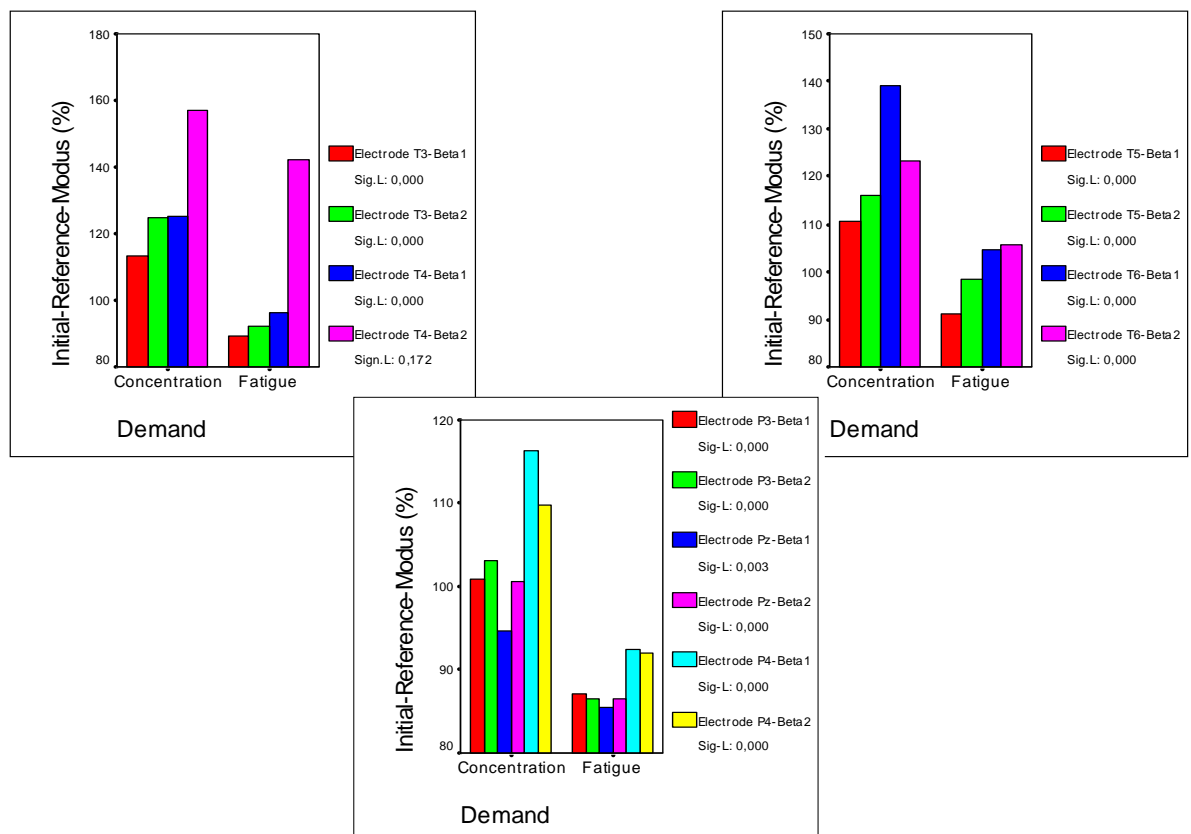 180
160
140
120
100
80
Initial-Reference-Modus (%)
Concentration Fatigue
Demand
Electrode T3-Beta1
Sig.L: 0,000
Electrode T3-Beta2
Sig.L: 0,000
Electrode T4-Beta1
Sig.L: 0,000
Electrode T4-Beta2
Sign.L: 0,172
150
140
130
120
110
100
90
80
Initial-Reference-Modus (%)
Concentration Fatigue
Demand
Electrode T5-Beta1
Sig.L: 0,000
Electrode T5-Beta2
Sig.L: 0,000
Electrode T6-Beta1
Sig.L: 0,000
Electrode T6-Beta2
Sig.L: 0,000
120
110
100
90
80
Initial-Reference-Modus (%)
Concentration Fatigue
Demand
Electrode P3-Beta1
Sig-L: 0,000
Electrode P3-Beta2
Sig-L: 0,000
Electrode Pz-Beta1
Sig-L: 0,003
Electrode Pz-Beta2
Sig-L: 0,000
Electrode P4-Beta1
Sig-L: 0,000
Electrode P4-Beta2
Sig-L: 0,000